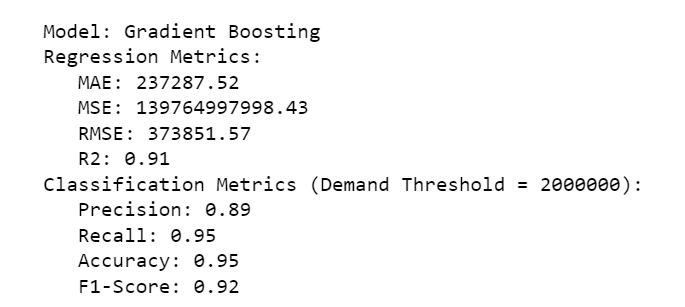 Model: Gradient Boosting
Regression Metrics:
MAE: 237287.52
MSE: 139764997998.43
RMSE: 373851.57
R2: 0.91
Classification Metrics (Demand Threshold = 2000000):
Precision: 0.89
Recall: 0.95
Accuracy: 0.95
F1-Score: 0.92